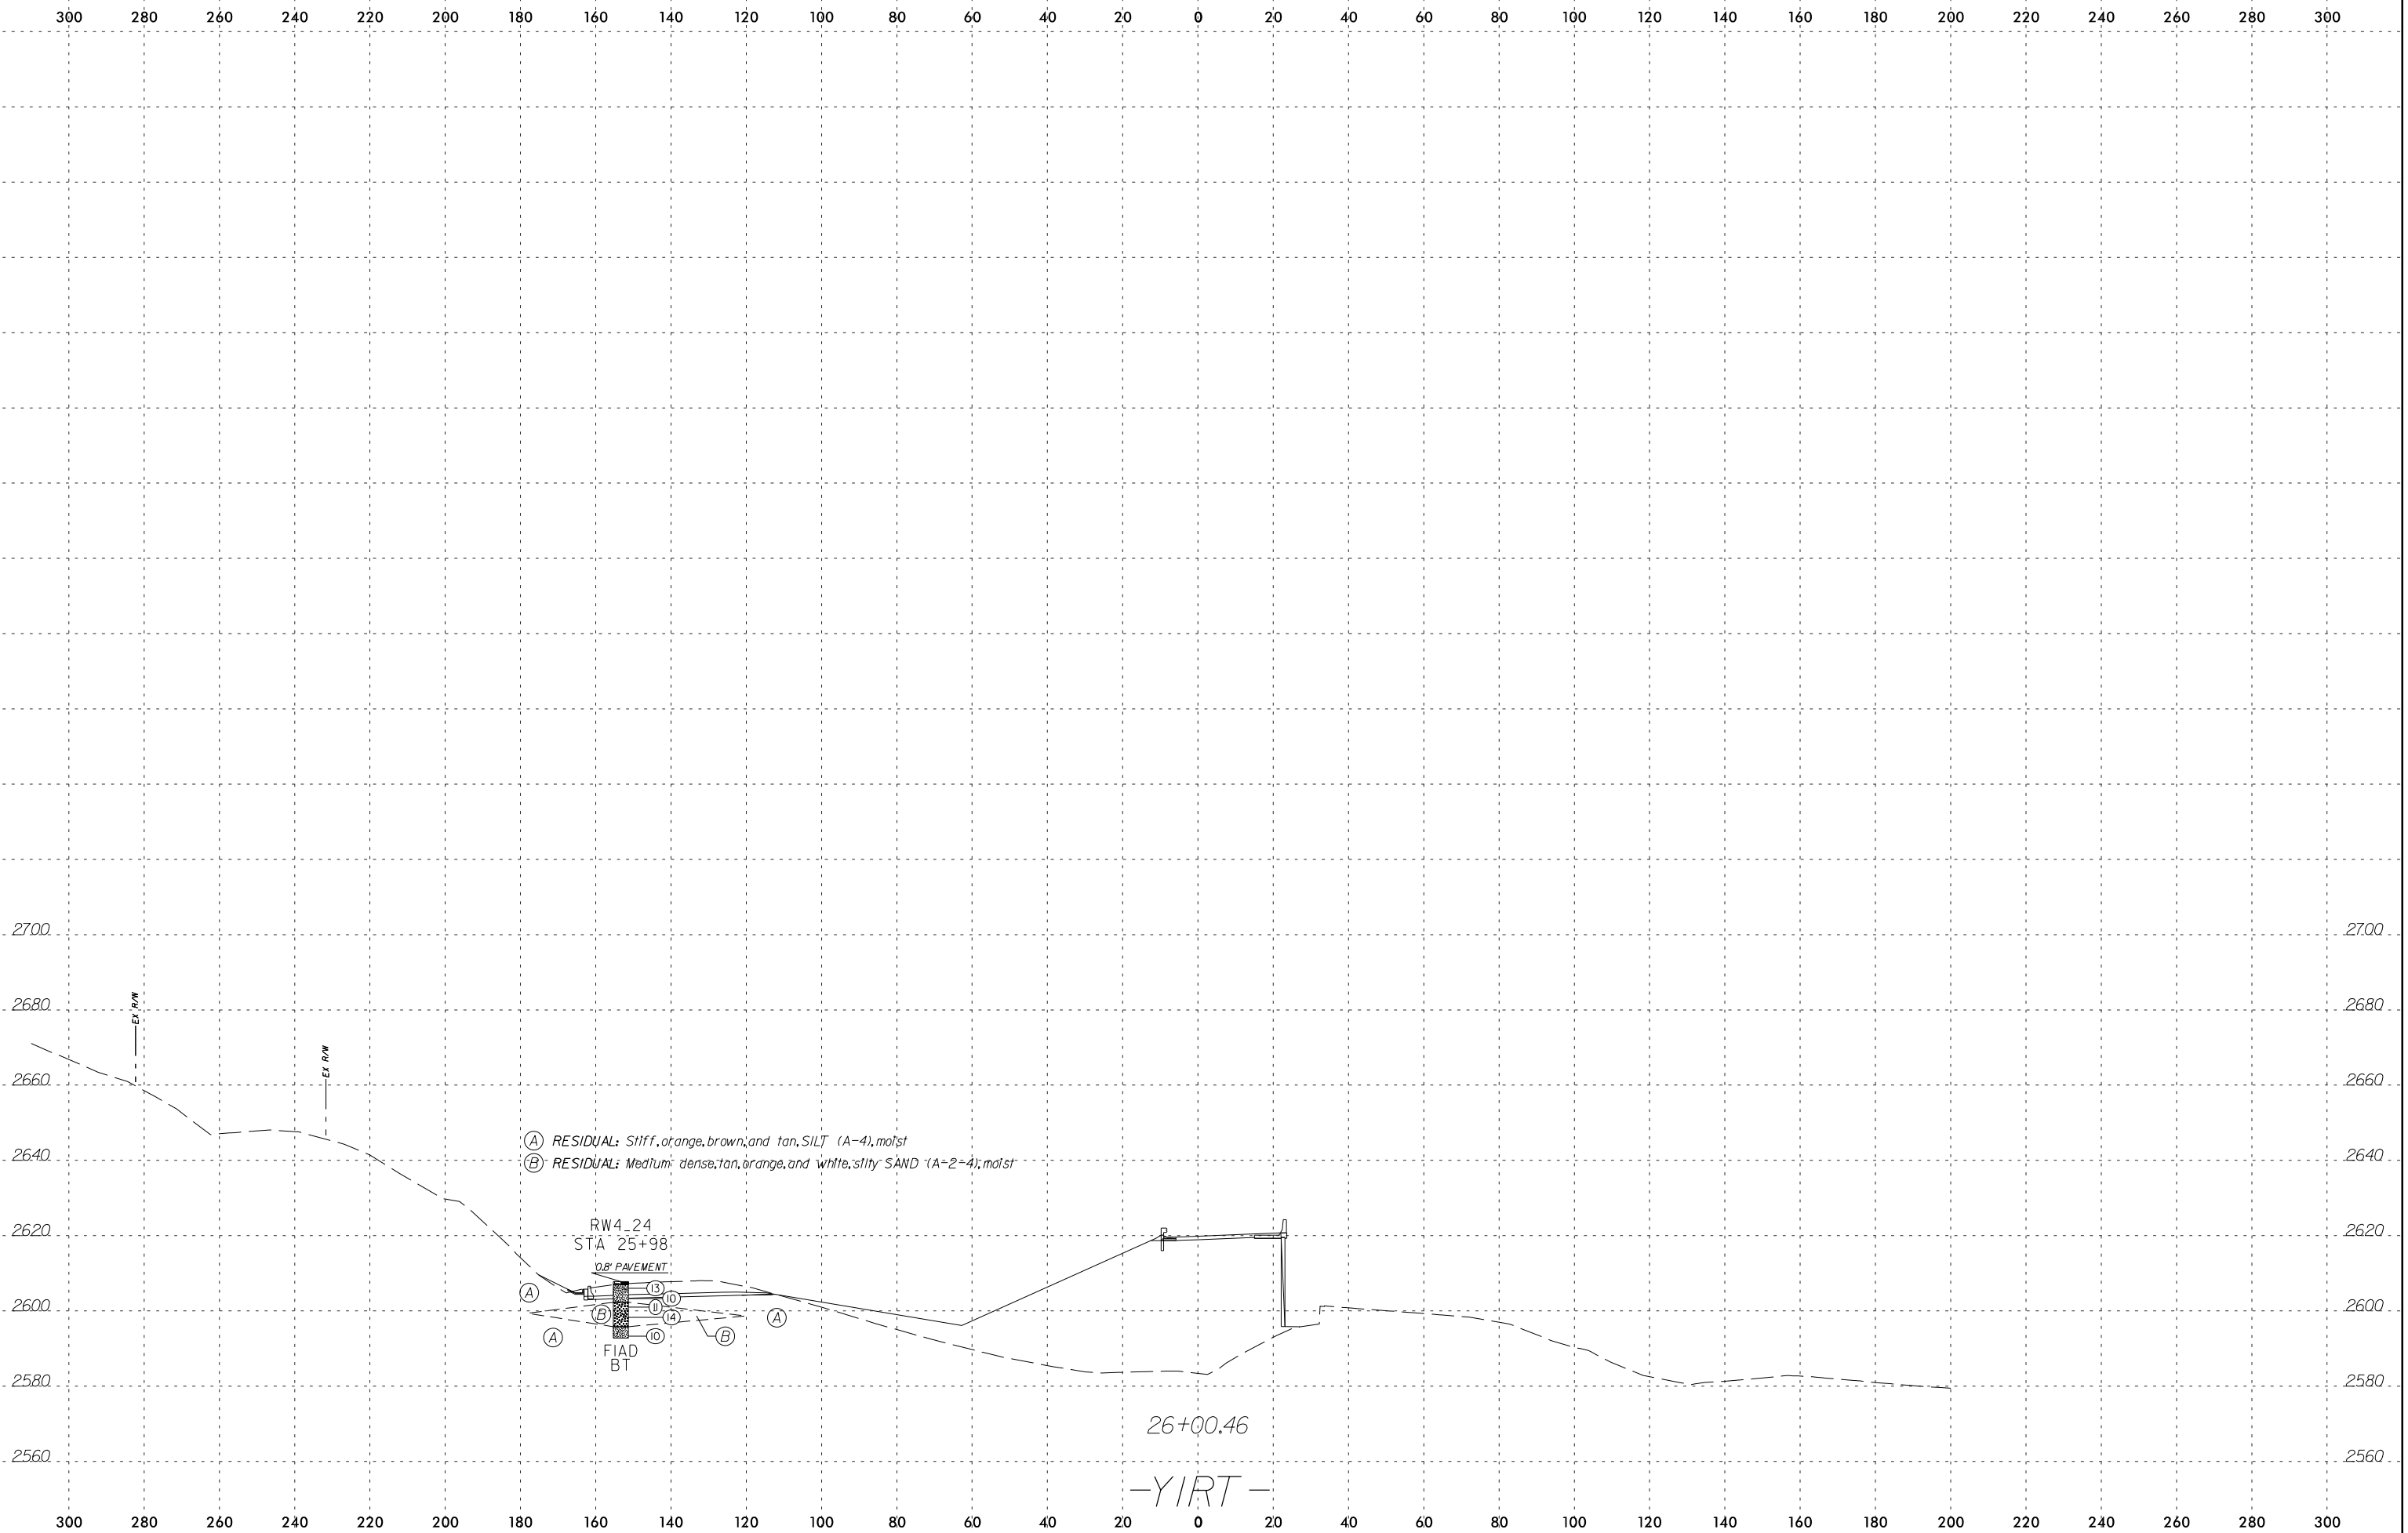 300 280 260 240 220 200 180 160 140 120 100 80 60 40 20 0 20 40 60 80 100 120 140 160 180 200 220 240 260 280 300
2700 2700
EX R/W
2680 2680
EX R/W
2660 2660
A RESIDUAL: Stiff, orange, brown, and tan, SILT (A-4), moist
2640 2640
B RESIDUAL: Medium dense, tan, orange, and white, silty SAND (A-2-4), moist
RW4_24
2620 2620
STA 25+98
0.8' PAVEMENT
13
A 10
2600 2600
11
B 14 A
A 10 B
FIAD
BT
2580 2580
26+00.46
2560 2560
-Y1RT-
300 280 260 240 220 200 180 160 140 120 100 80 60 40 20 0 20 40 60 80 100 120 140 160 180 200 220 240 260 280 300